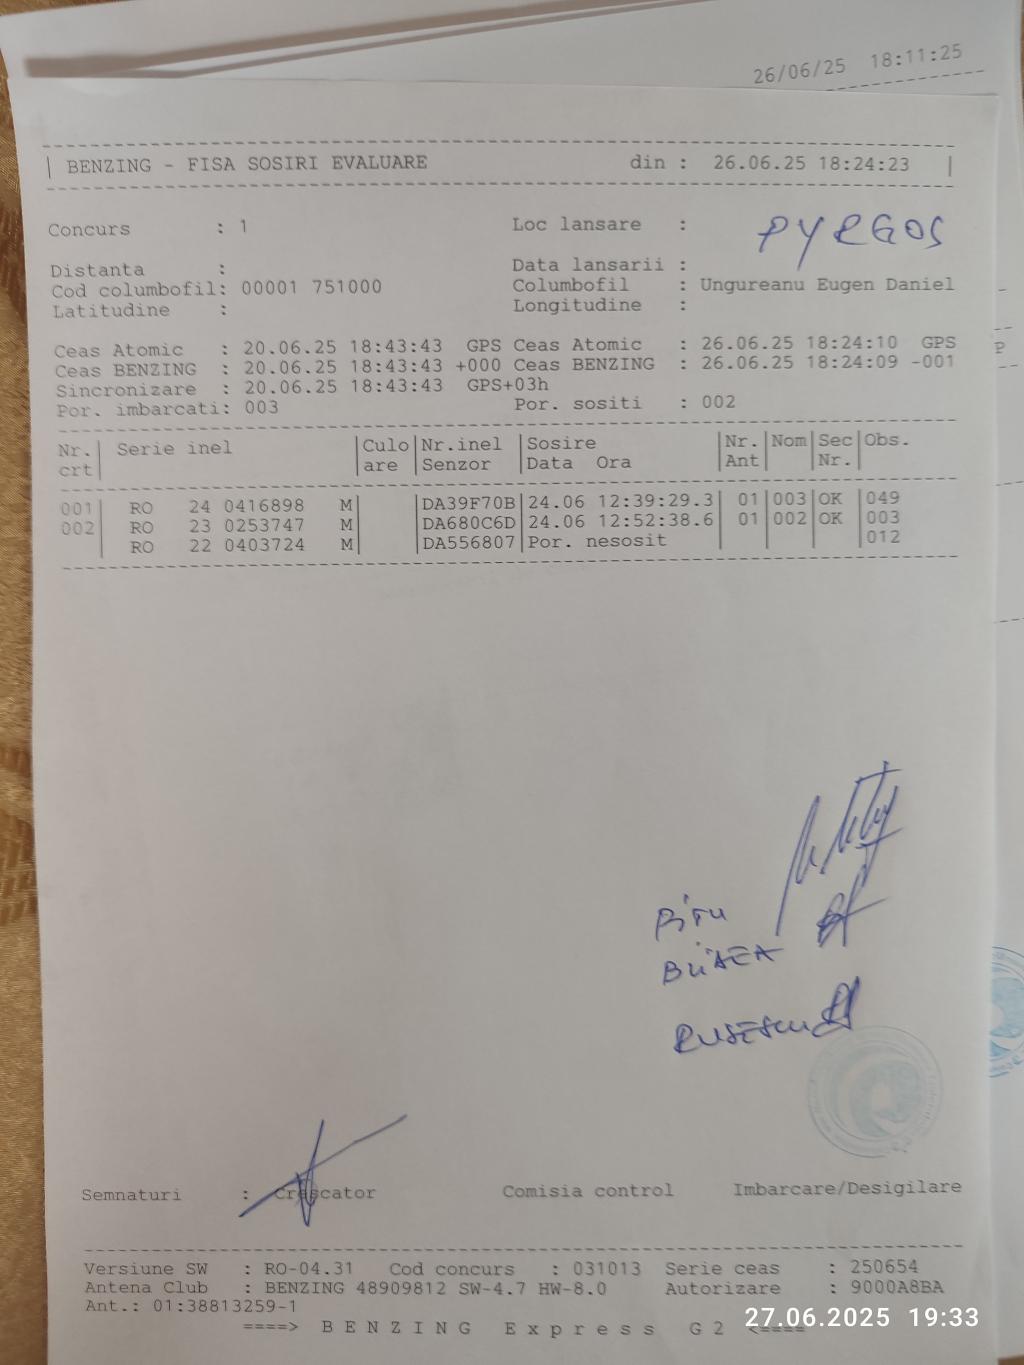 26/06/25 18:11:25
| BENZING - FISA SOSIRI EVALUARE din : 26.06.25 18:24:23 |
Concurs : 1 Loc lansare : PYRGOS
Distanta : Data lansarii :
Cod columbofil: 00001 751000 Columbofil : Ungureanu Eugen Daniel
Latitudine : Longitudine :
Ceas Atomic : 20.06.25 18:43:43 GPS Ceas Atomic : 26.06.25 18:24:10 GPS
Ceas BENZING : 20.06.25 18:43:43 +000 Ceas BENZING : 26.06.25 18:24:09 -001
Sincronizare : 20.06.25 18:43:43 GPS+03h
Por. imbarcati: 003 Por. sositi : 002
Nr. | Serie inel |Culo|Nr.inel |Sosire |Nr.|Nom|Sec|Obs.
crt| |are |Senzor |Data Ora |Ant| |Nr.|
001| RO 24 0416898 M| |DA39F70B|24.06 12:39:29.3| 01|003|OK |049
002| RO 23 0253747 M| |DA680C6D|24.06 12:52:38.6| 01|002|OK |003
| RO 22 0403724 M| |DA556807|Por. nesosit | | | |012
P
PITU
BUTEA
RUSESCU
Semnaturi : Crescator Comisia control Imbarcare/Desigilare
Versiune SW : RO-04.31 Cod concurs : 031013 Serie ceas : 250654
Antena Club : BENZING 48909812 SW-4.7 HW-8.0 Autorizare : 9000A8BA
Ant.: 01:38813259-1
====> BENZING Express G2 <====
27.06.2025 19:33